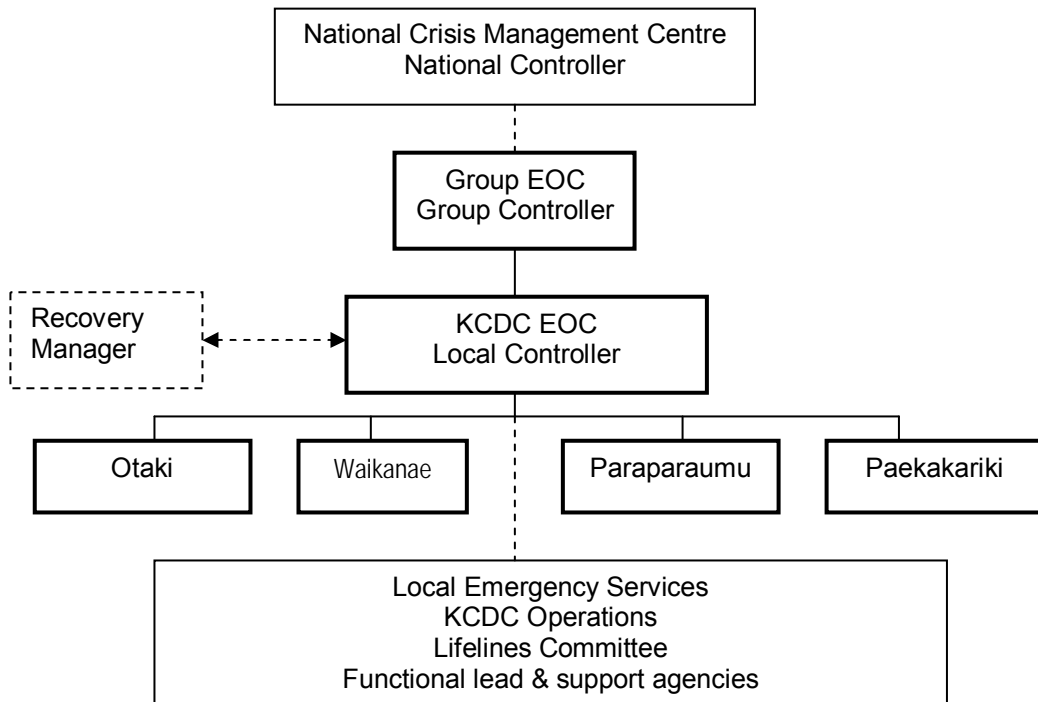 National Crisis Management Centre
National Controller
Group EOC
Group Controller
Recovery
Manager
KCDC EOC
Local Controller
Otaki
Waikanae
Paraparaumu
Paekakariki
Local Emergency Services
KCDC Operations
Lifelines Committee
Functional lead & support agencies